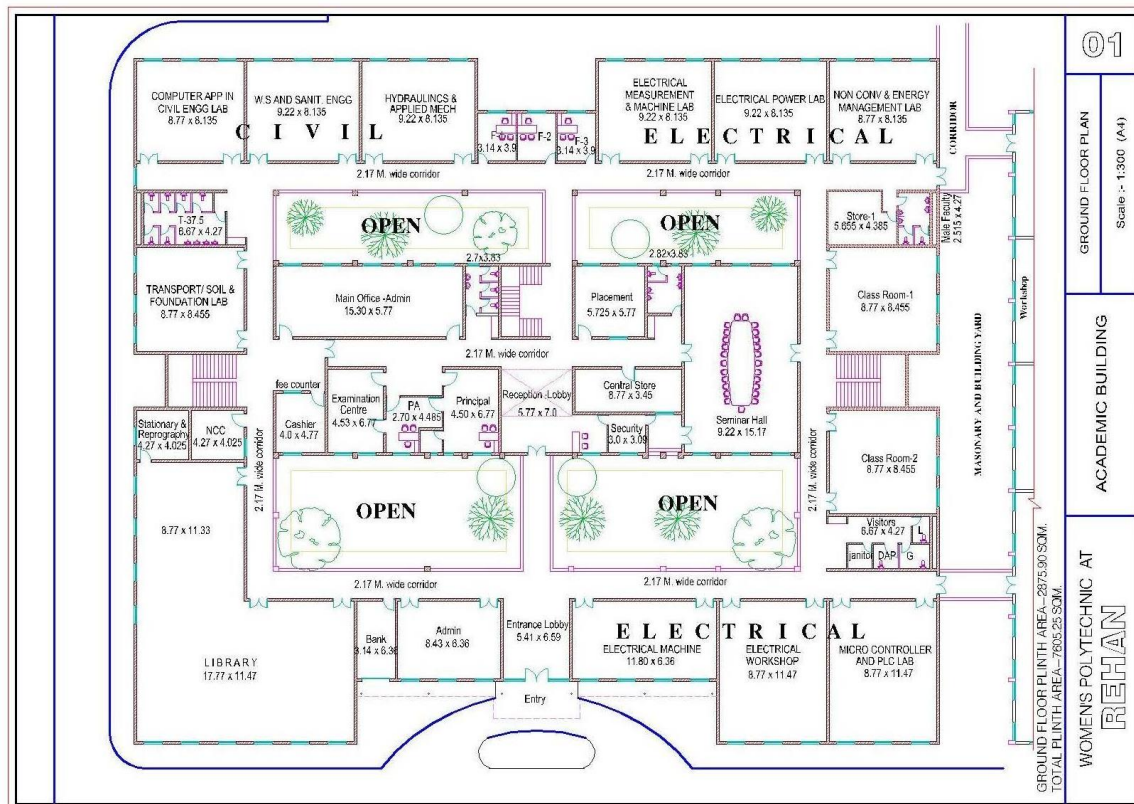 COMPUTER APP IN
CIVIL ENGG LAB
8.77 x 8.135
W.S AND SANIT. ENGG
9.22 x 8.135
HYDRAULINCS &
APPLIED MECH
9.22 x 8.135
C I V I L
3.14 x 3.9
F-2
F-3
3.14 x 3.9
ELECTRICAL
MEASUREMENT
& MACHINE LAB
9.22 x 8.135
ELECTRICAL POWER LAB
9.22 x 8.135
NON CONV & ENERGY
MANAGEMENT LAB
8.77 x 8.135
E L E C T R I C A L
CORRIDOR
2.17 M. wide corridor
2.17 M. wide corridor
T-37.5
6.67 x 4.27
OPEN
2.7x3.83
OPEN
2.82x3.83
Store-1
5.655 x 4.385
Male Faculty
2.515 x 4.27
TRANSPORT/ SOIL &
FOUNDATION LAB
8.77 x 8.455
Main Office -Admin
15.30 x 5.77
Placement
5.725 x 5.77
Class Room-1
8.77 x 8.455
Workshop
2.17 M. wide corridor
fee counter
Cashier
4.0 x 4.77
Examination
Centre
4.53 x 6.77
PA
2.70 x 4.485
Principal
4.50 x 6.77
Reception -Lobby
5.77 x 7.0
Central Store
8.77 x 3.45
Security
3.0 x 3.09
Seminar Hall
9.22 x 15.17
MASONARY AND BUILDING YARD
Stationary &
Reprography
4.27 x 4.025
NCC
4.27 x 4.025
2.17 M. wide corridor
2.17 M. wide corridor
Class Room-2
8.77 x 8.455
8.77 x 11.33
OPEN
OPEN
Visitors
6.67 x 4.27
L
janitor
DAP
G
2.17 M. wide corridor
2.17 M. wide corridor
LIBRARY
17.77 x 11.47
Bank
3.14 x 6.36
Admin
8.43 x 6.36
Entrance Lobby
5.41 x 6.59
E L E C T R I C A L
ELECTRICAL MACHINE
11.80 x 6.36
ELECTRICAL
WORKSHOP
8.77 x 11.47
MICRO CONTROLLER
AND PLC LAB
8.77 x 11.47
Entry
GROUND FLOOR PLINTH AREA-2875.90 SQM.
TOTAL PLINTH AREA-7605.25 SQM.
01
GROUND FLOOR PLAN
Scale :- 1:300 (A4)
ACADEMIC BUILDING
WOMEN'S POLYTECHNIC AT
REHAN